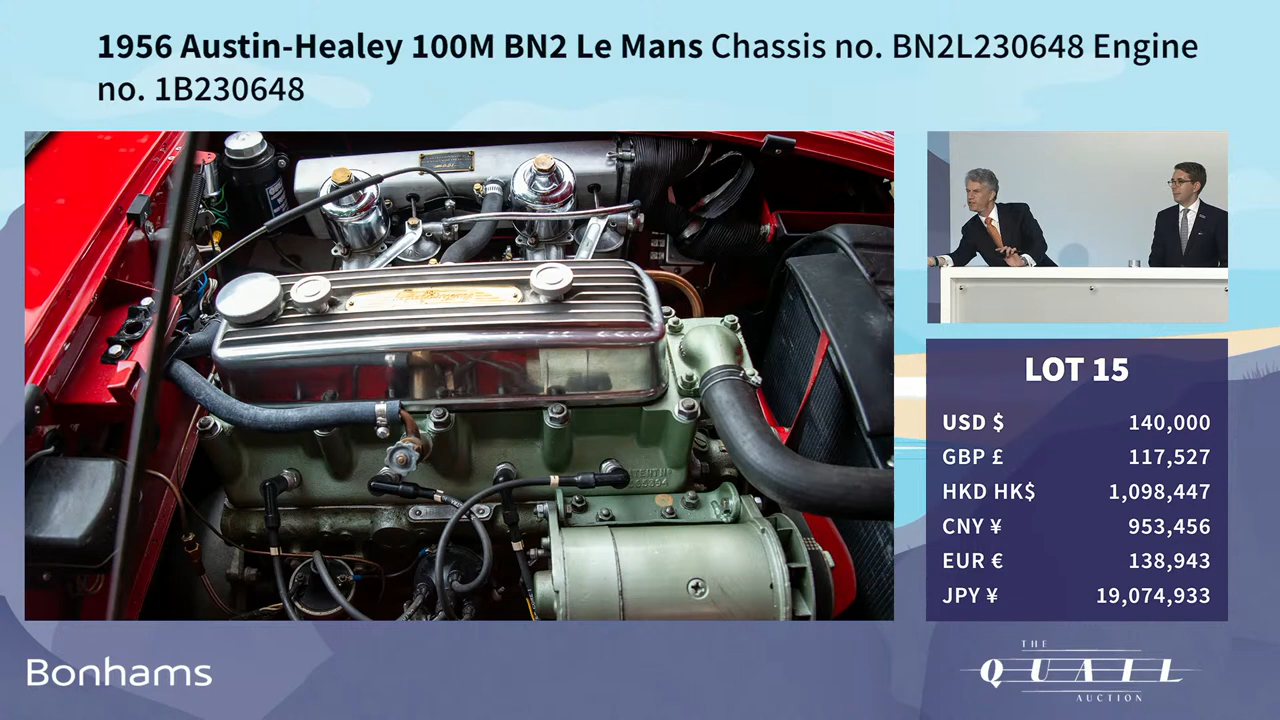 1956 Austin-Healey 100M BN2 Le Mans Chassis no. BN2L230648 Engine
no. 1B230648
LOT 15
USD $ 140,000
GBP £ 117,527
HKD HK$ 1,098,447
CNY ¥ 953,456
EUR € 138,943
JPY ¥ 19,074,933
Bonhams
THE
QUAIL
AUCTION